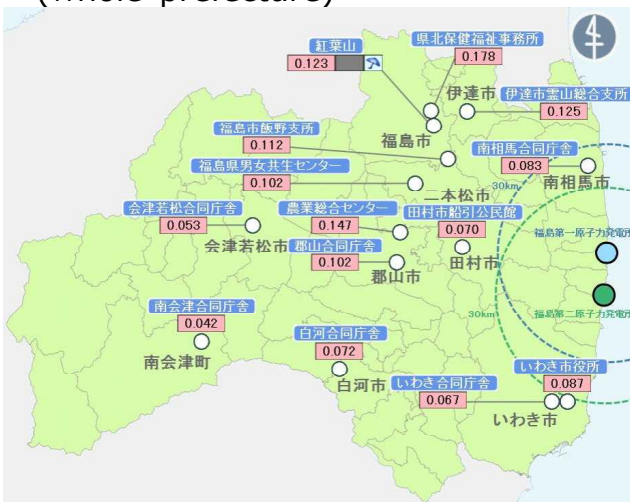 (whole prefecture)
県北保健福祉事務所
0.178
紅葉山
0.123
伊達市
伊達市霊山総合支所
0.125
福島市飯野支所
0.112
福島市
南相馬合同庁舎
0.083
福島県男女共生センター
0.102
二本松市
30km
南相馬市
会津若松合同庁舎
0.053
農業総合センター
0.147
田村市船引公民館
0.070
会津若松市
郡山合同庁舎
0.102
郡山市
田村市
福島第一原子力発電所
南会津合同庁舎
0.042
30km
福島第二原子力発電所
南会津町
白河合同庁舎
0.072
白河市
いわき市役所
0.087
いわき合同庁舎
0.067
いわき市